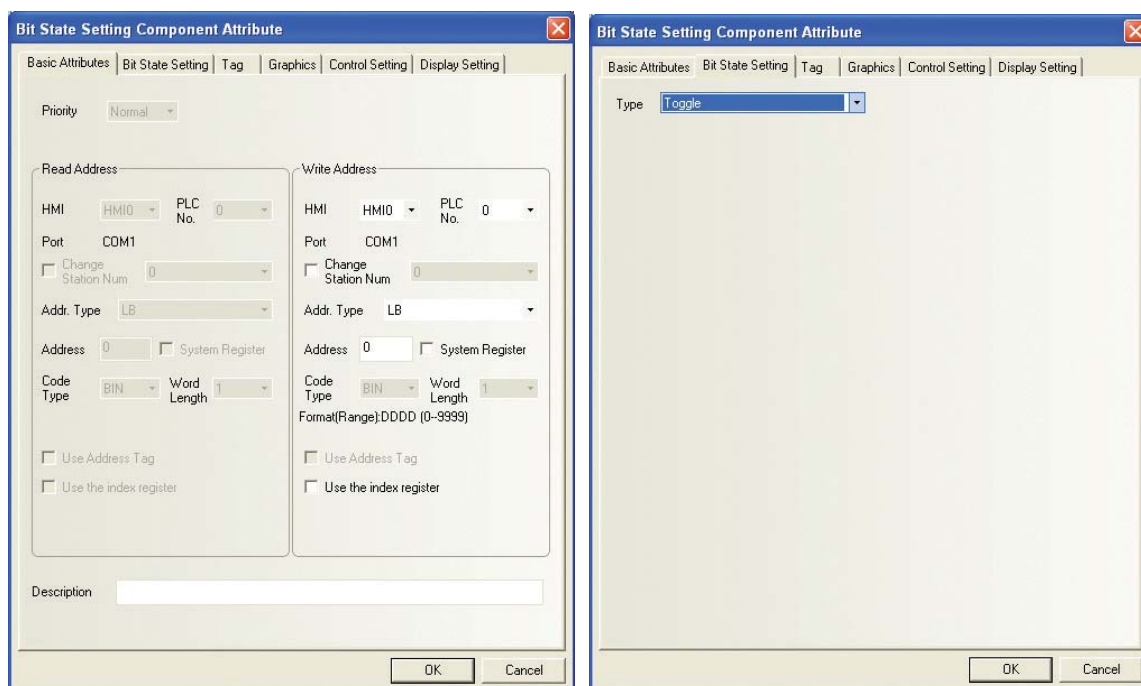 Bit State Setting Component Attribute
Basic Attributes Bit State Setting Tag Graphics Control Setting Display Setting
Priority Normal
Read Address
HMI HMI0 PLC No. 0
Port COM1
Change Station Num 0
Addr. Type LB
Address 0 System Register
Code Type BIN Word Length 1
Use Address Tag
Use the index register
Write Address
HMI HMI0 PLC No. 0
Port COM1
Change Station Num 0
Addr. Type LB
Address 0 System Register
Code Type BIN Word Length 1
Format(Range):DDDD (0--9999)
Use Address Tag
Use the index register
Description
OK Cancel
Bit State Setting Component Attribute
Basic Attributes Bit State Setting Tag Graphics Control Setting Display Setting
Type Toggle
OK Cancel